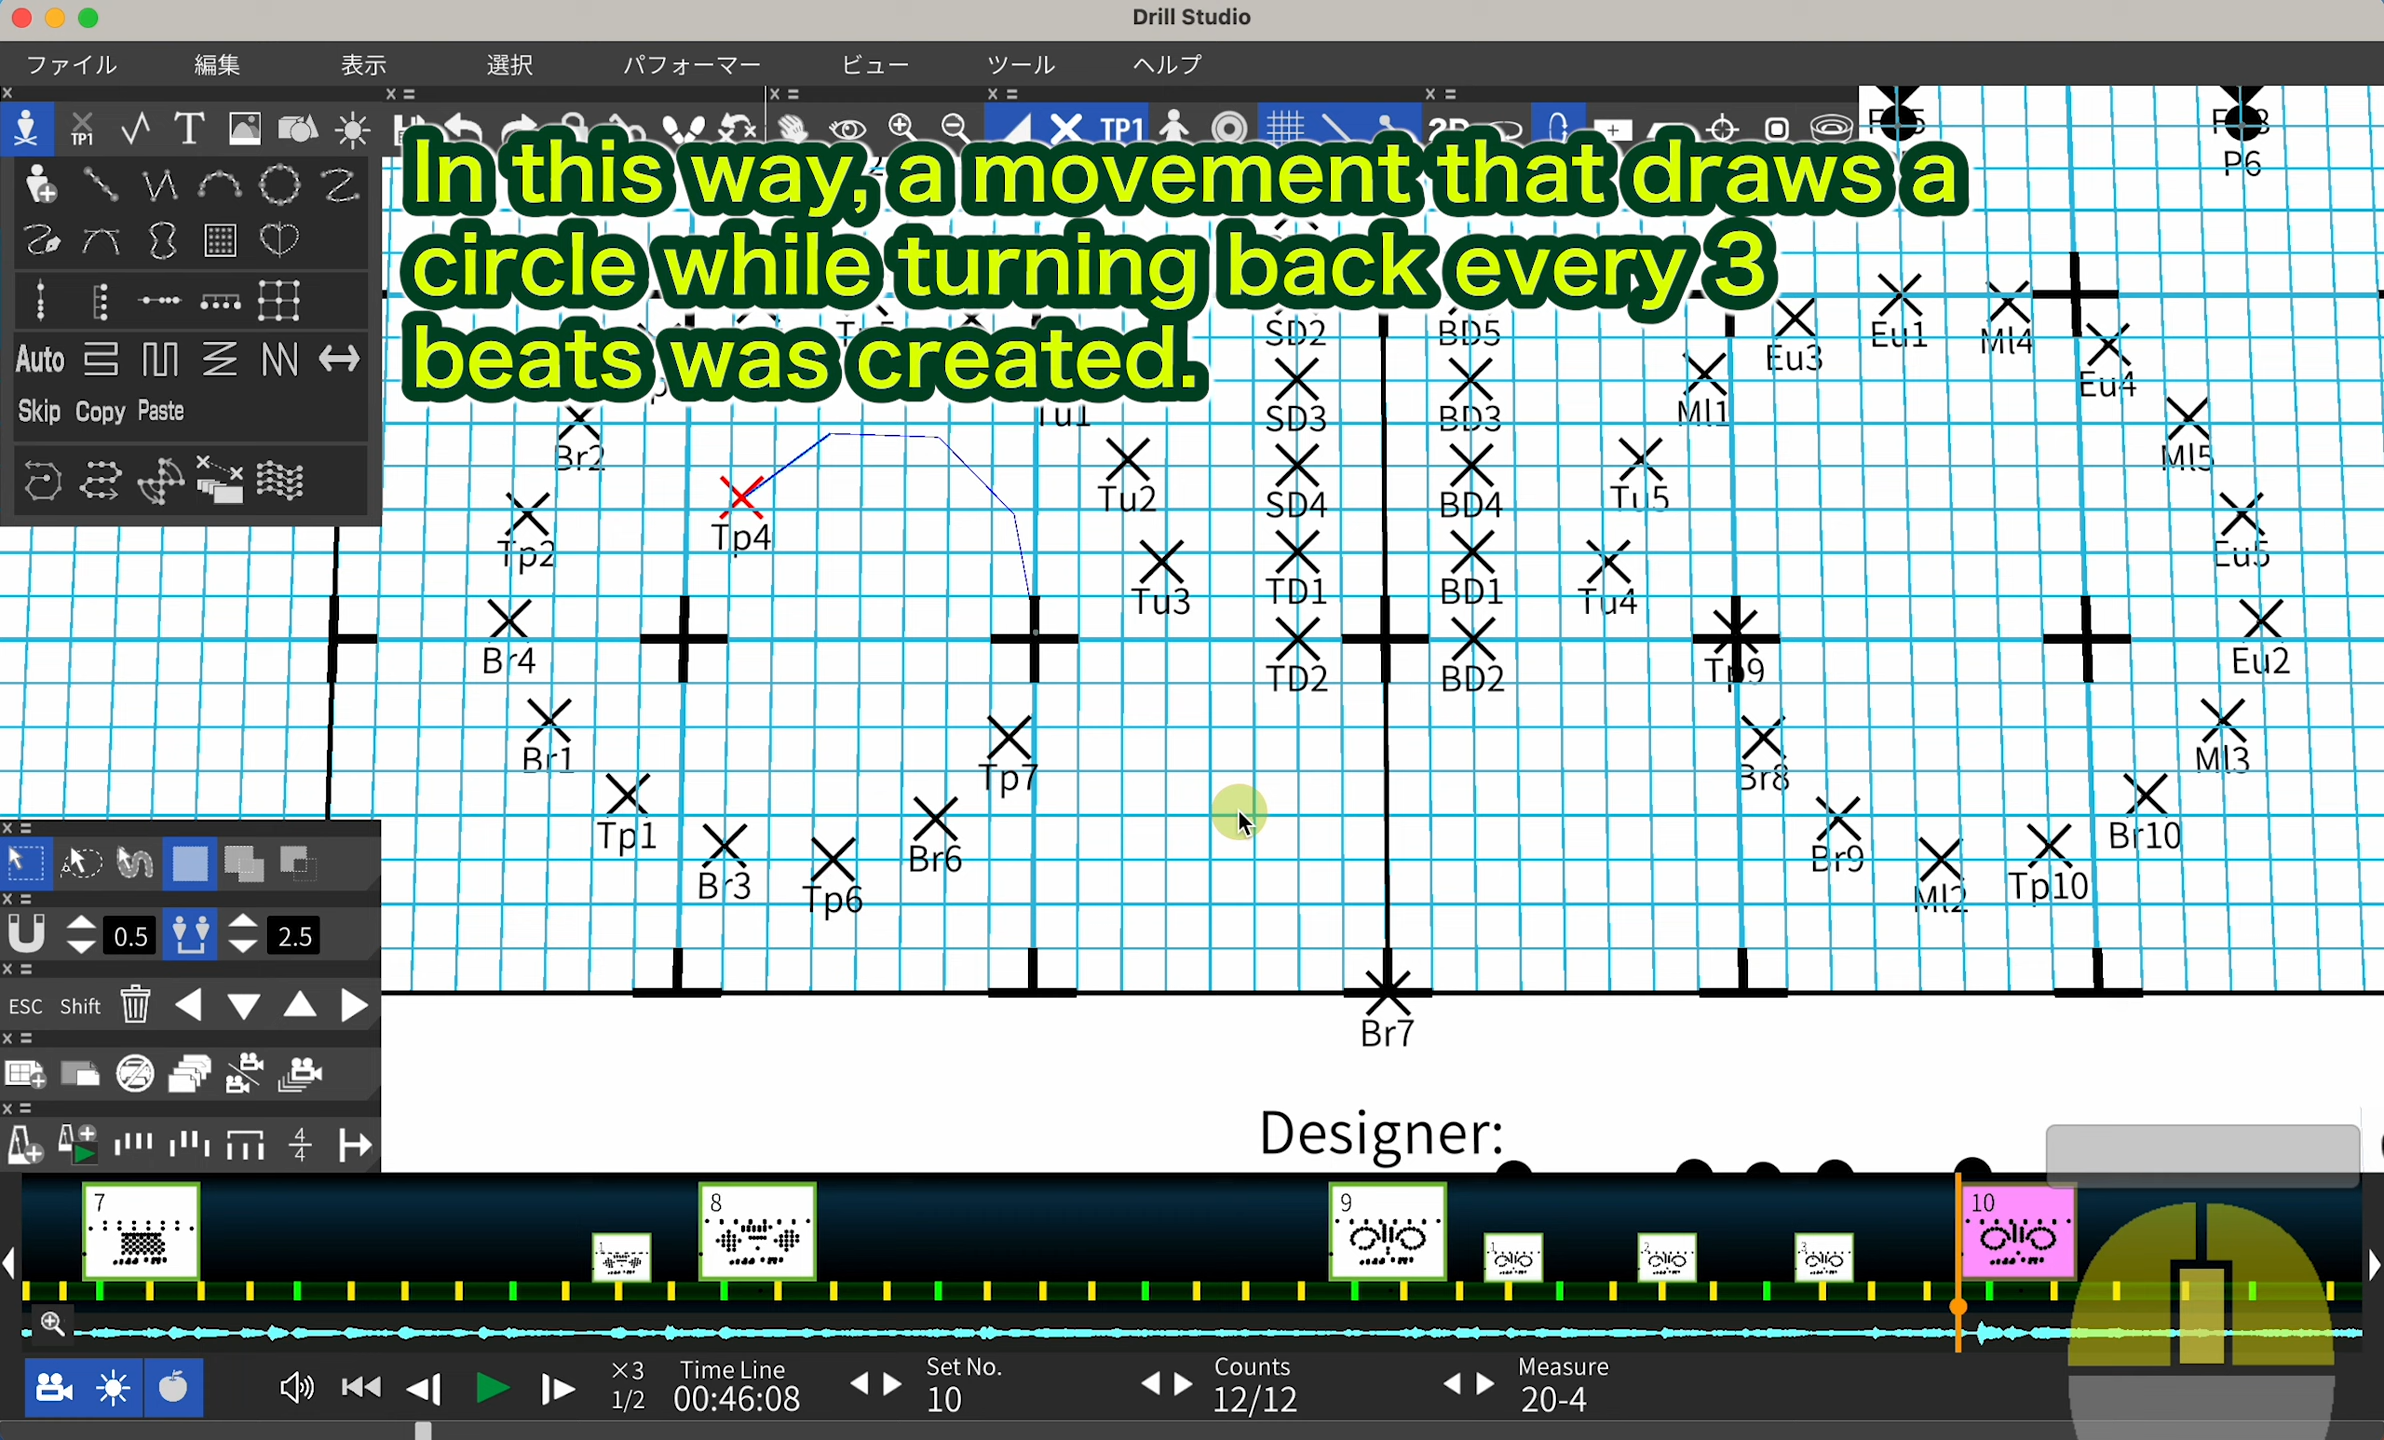 Drill Studio
ファイル 編集 表示 選択 パフォーマー ビュー ツール ヘルプ
TP1
TP1
P6
In this way, a movement that draws a
circle while turning back every 3
beats was created.
Auto
Skip Copy Paste
SD2 BD5 Eu3 Eu1 Ml4 Eu4
Tu1 SD3 BD3 Ml1
Br2 Ml5
Tp4 Tu2 SD4 BD4 Tu5
Tp2 Eu5
Tu3 TD1 BD1 Tu4
Br4 TD2 BD2 Tp9 Eu2
Br1 Tp7 Br8 Ml3
Tp1 Br6 Br9 Br10
Br3 Tp6 Ml2 Tp10
0.5 2.5
ESC Shift
Br7
Designer:
4
4
7 8 9 10
×3
1/2
Time Line
00:46:08
Set No.
10
Counts
12/12
Measure
20-4